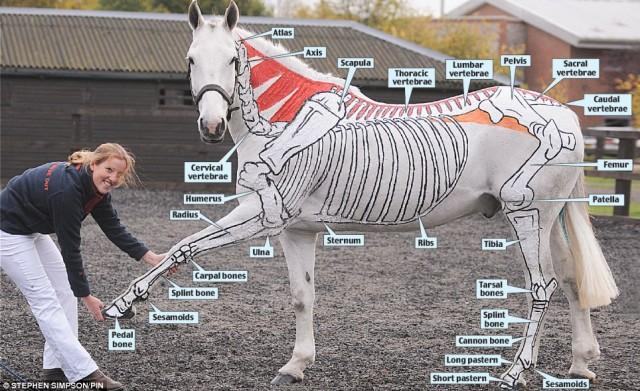 Atlas
Axis
Scapula
Thoracic
vertebrae
Lumbar
vertebrae
Pelvis
Sacral
vertebrae
Caudal
vertebrae
Cervical
vertebrae
Humerus
Radius
Ulna
Sternum
Ribs
Femur
Patella
Tibia
Carpal bones
Splint bone
Sesamoids
Pedal
bone
Tarsal
bones
Splint
bone
Cannon bone
Long pastern
Short pastern
Sesamoids
© STEPHEN SIMPSON/PIN